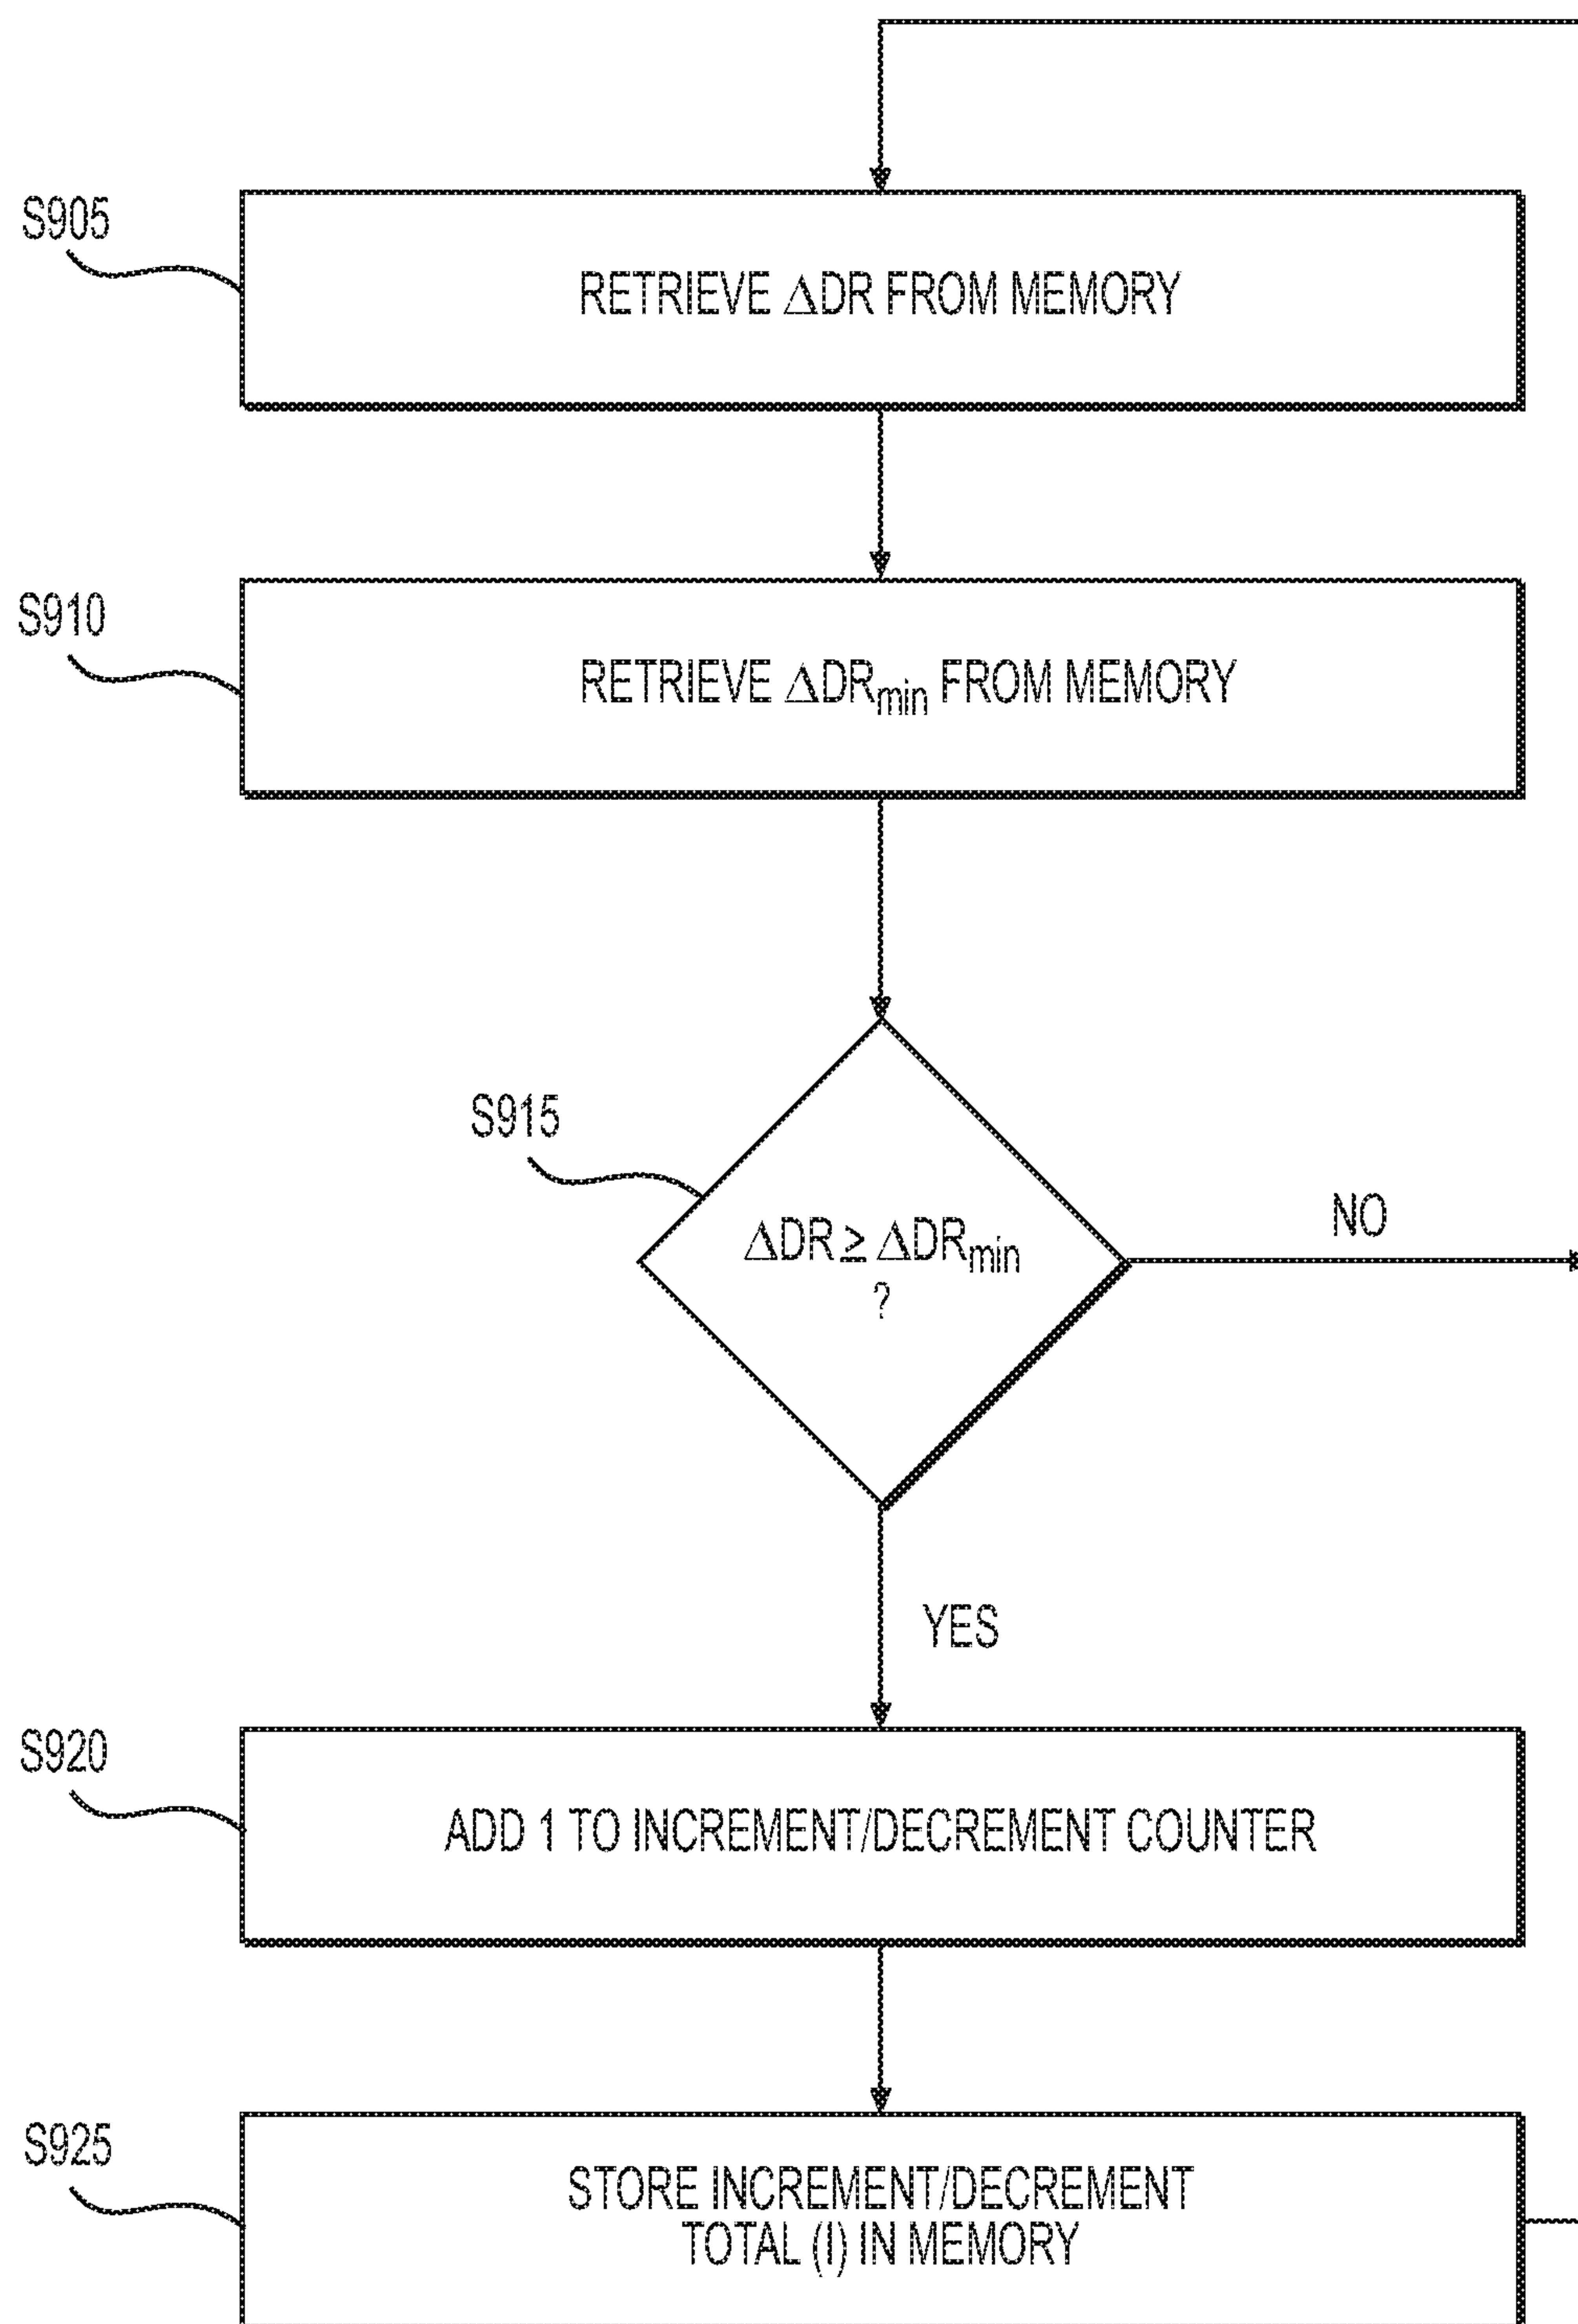 S905
RETRIEVE ΔDR FROM MEMORY
S910
RETRIEVE ΔDRmin FROM MEMORY
S915
ΔDR ≥ ΔDRmin
?
NO
YES
S920
ADD 1 TO INCREMENT/DECREMENT COUNTER
S925
STORE INCREMENT/DECREMENT
TOTAL (I) IN MEMORY